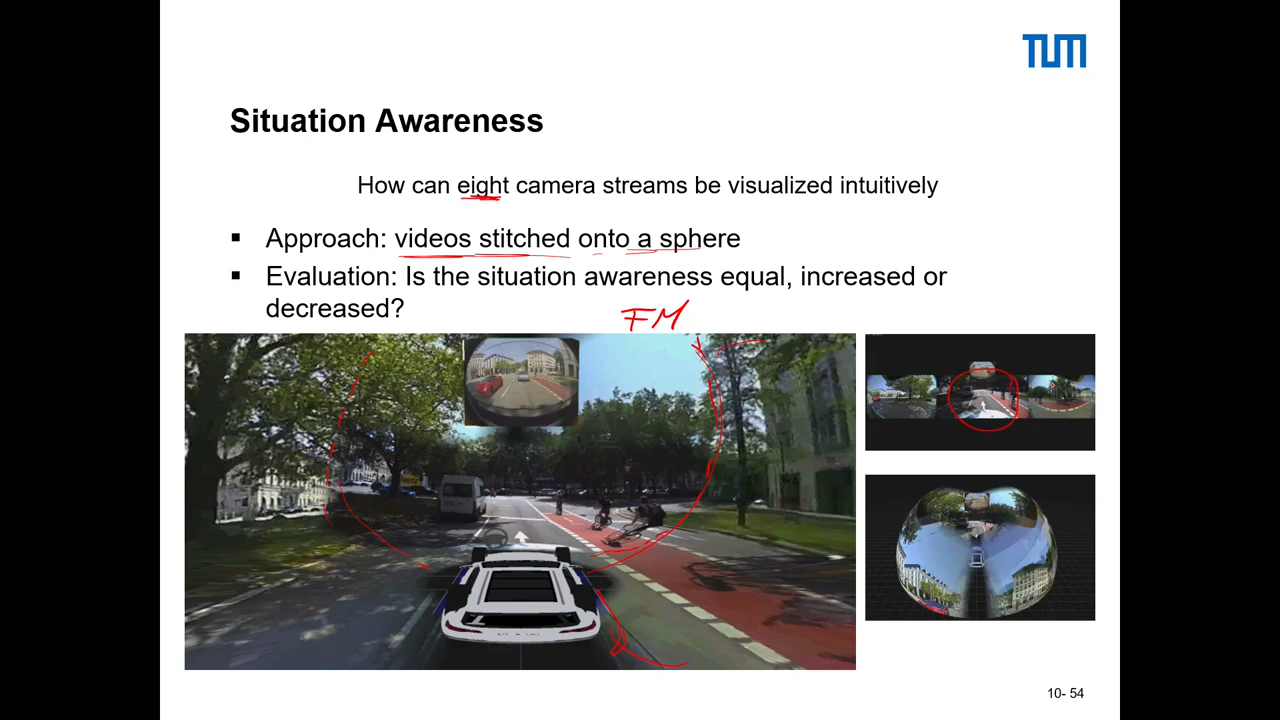 TUM
Situation Awareness
How can eight camera streams be visualized intuitively
▪ Approach: videos stitched onto a sphere
▪ Evaluation: Is the situation awareness equal, increased or
decreased?
FM
10- 54